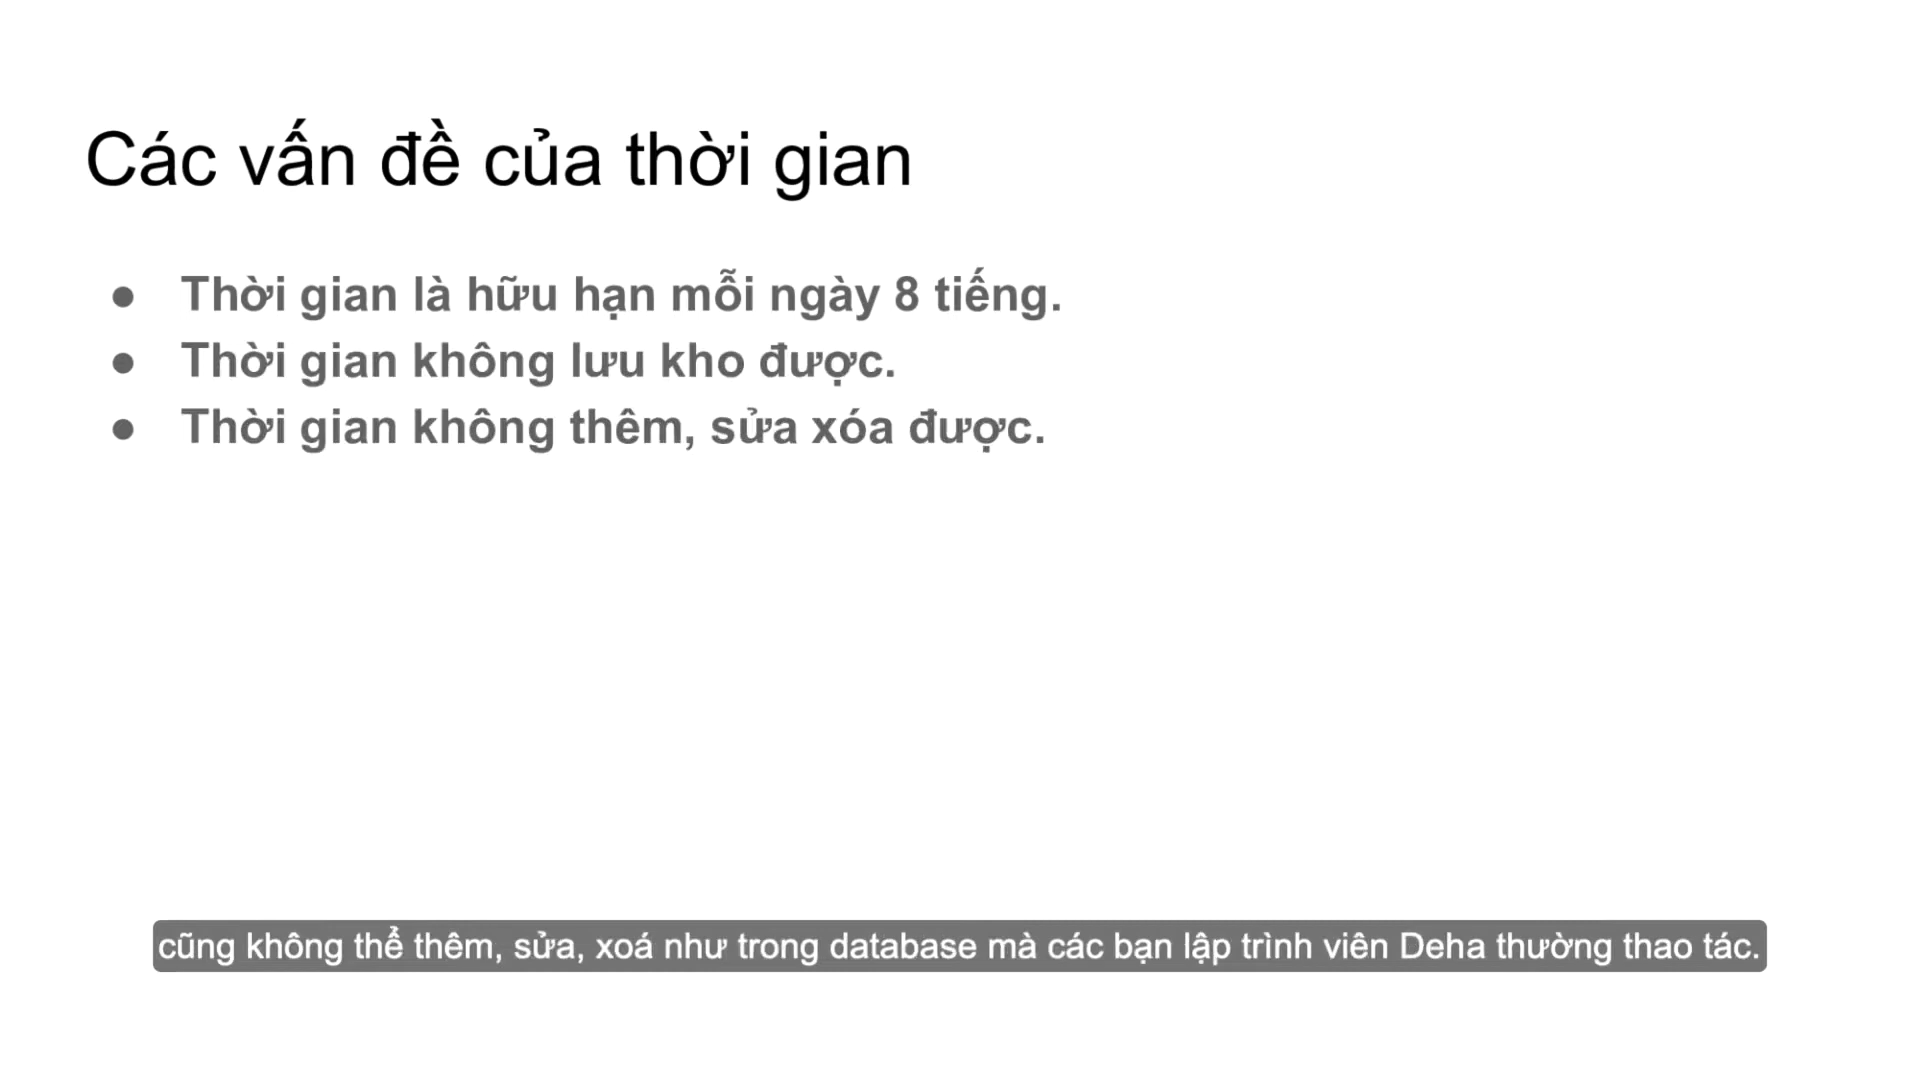 Các vấn đề của thời gian
● Thời gian là hữu hạn mỗi ngày 8 tiếng.
● Thời gian không lưu kho được.
● Thời gian không thêm, sửa xóa được.
cũng không thể thêm, sửa, xoá như trong database mà các bạn lập trình viên Deha thường thao tác.